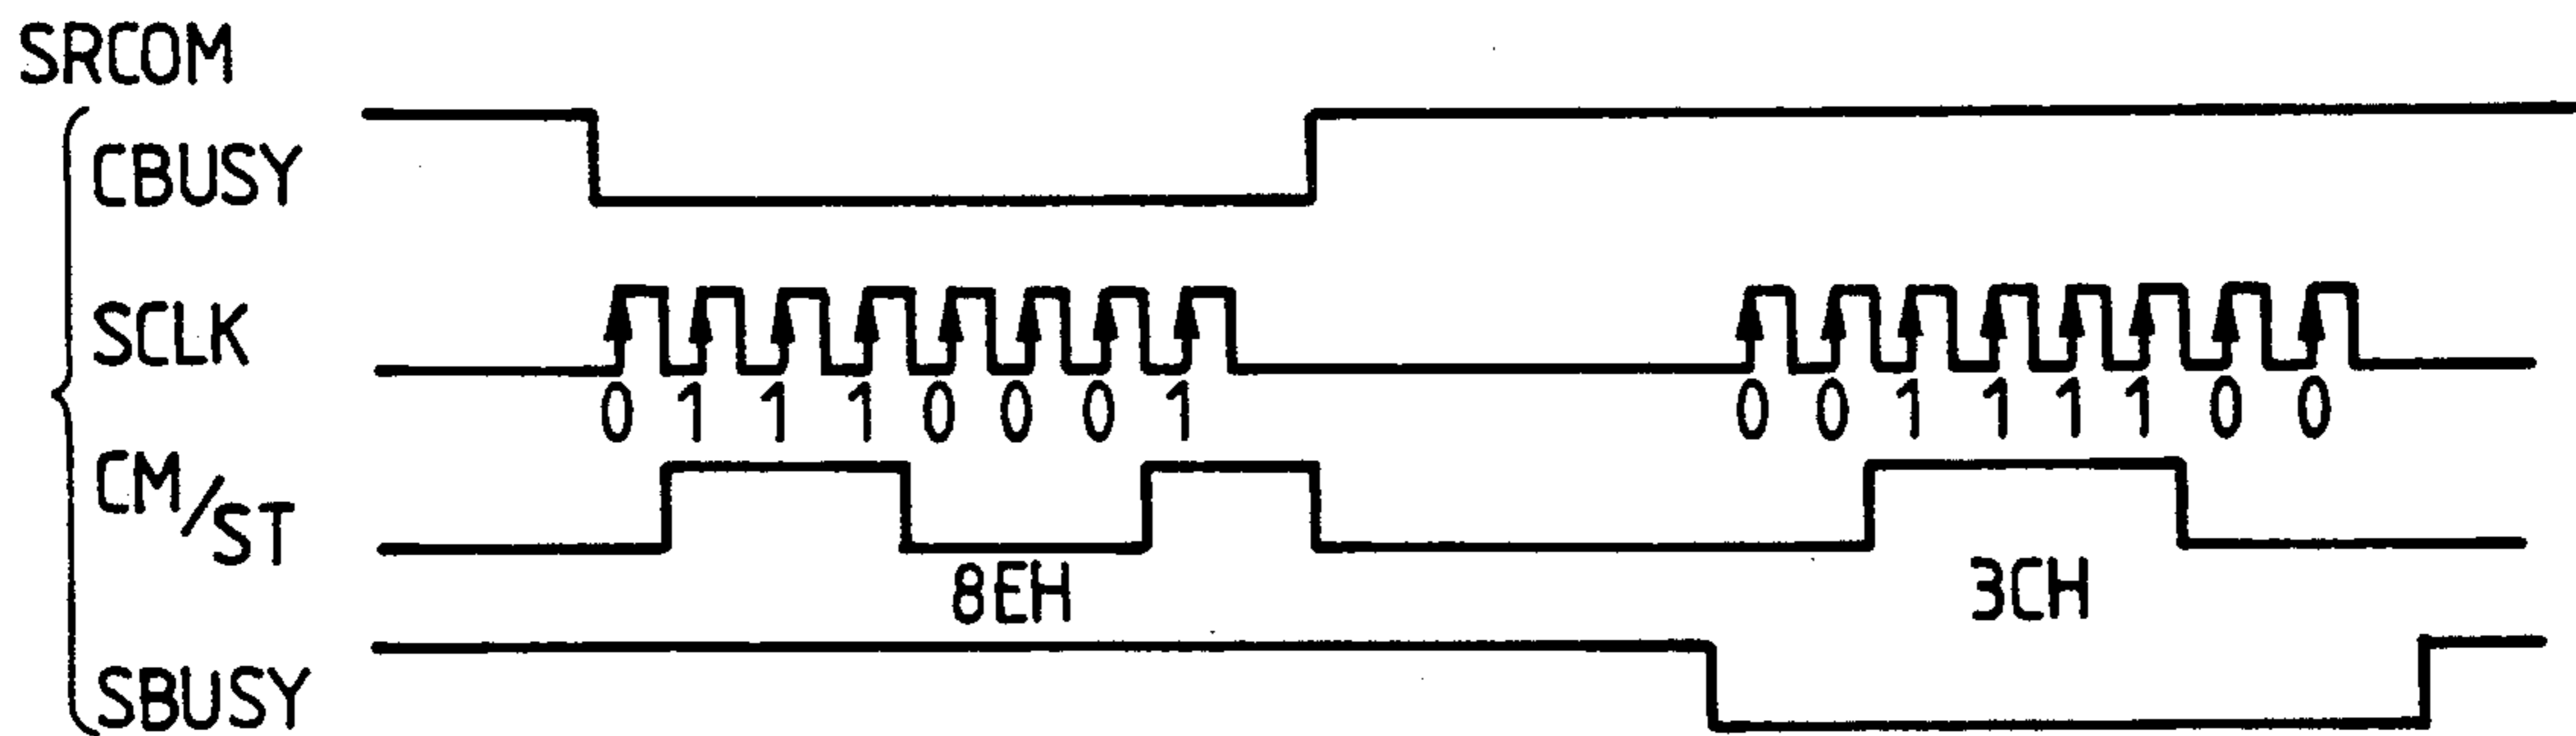 SRCOM
CBUSY
SCLK
0 1 1 1 0 0 0 1
0 0 1 1 1 1 0 0
CM/ST
8EH
3CH
SBUSY